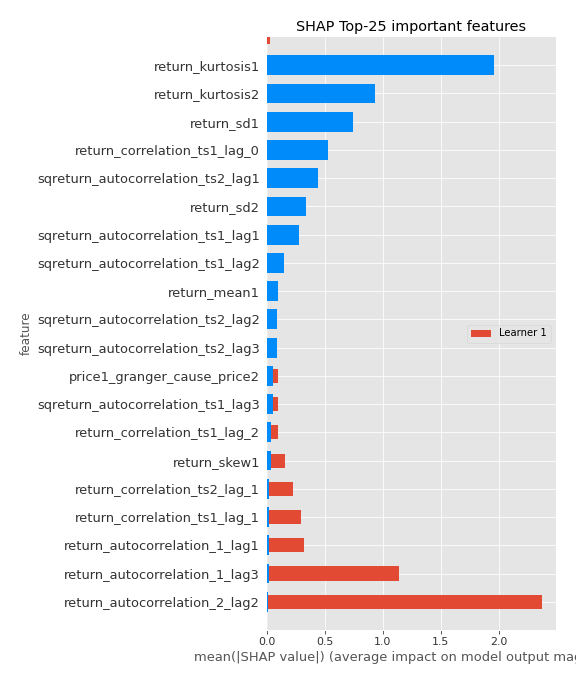 SHAP Top-25 important features
return_kurtosis1
return_kurtosis2
return_sd1
return_correlation_ts1_lag_0
sqreturn_autocorrelation_ts2_lag1
return_sd2
sqreturn_autocorrelation_ts1_lag1
sqreturn_autocorrelation_ts1_lag2
return_mean1
sqreturn_autocorrelation_ts2_lag2
sqreturn_autocorrelation_ts2_lag3
price1_granger_cause_price2
sqreturn_autocorrelation_ts1_lag3
return_correlation_ts1_lag_2
return_skew1
return_correlation_ts2_lag_1
return_correlation_ts1_lag_1
return_autocorrelation_1_lag1
return_autocorrelation_1_lag3
return_autocorrelation_2_lag2
feature
Learner 1
0.0 0.5 1.0 1.5 2.0
mean(|SHAP value|) (average impact on model output mag